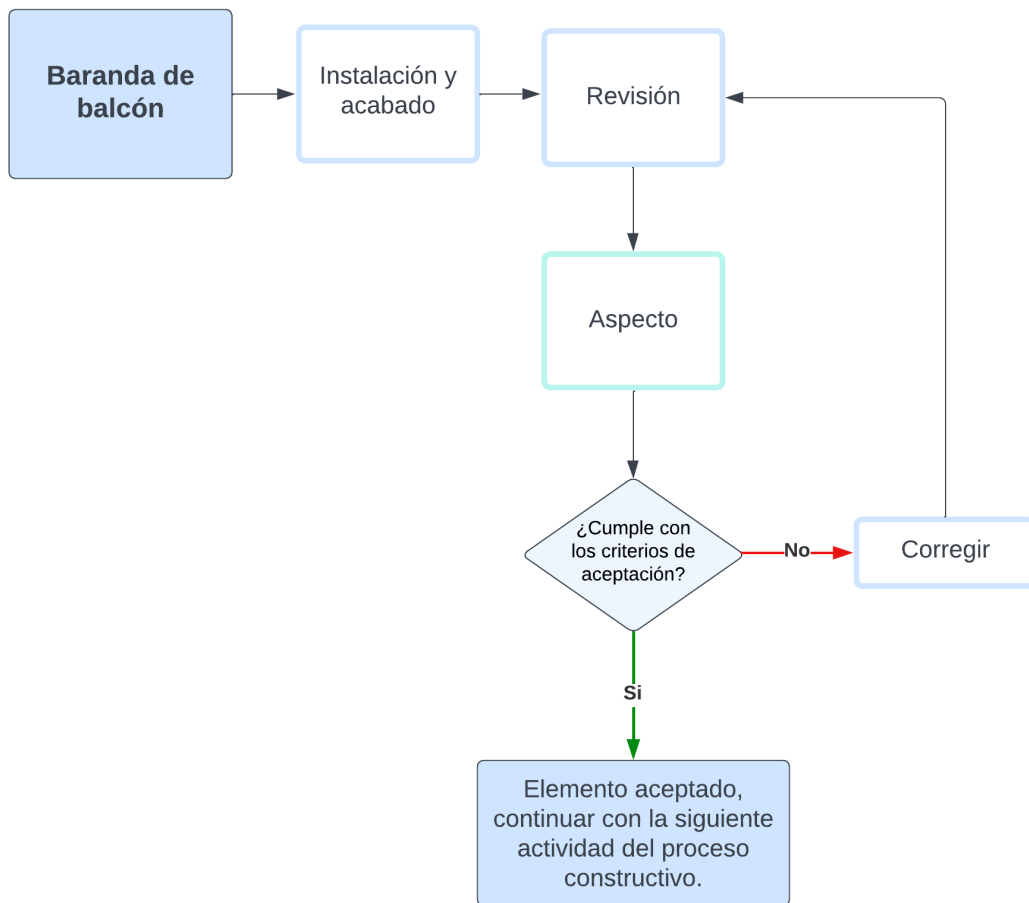 Baranda de
balcón
Instalación y
acabado
Revisión
Aspecto
¿Cumple con
los criterios de
aceptación?
No
Corregir
Si
Elemento aceptado,
continuar con la siguiente
actividad del proceso
constructivo.